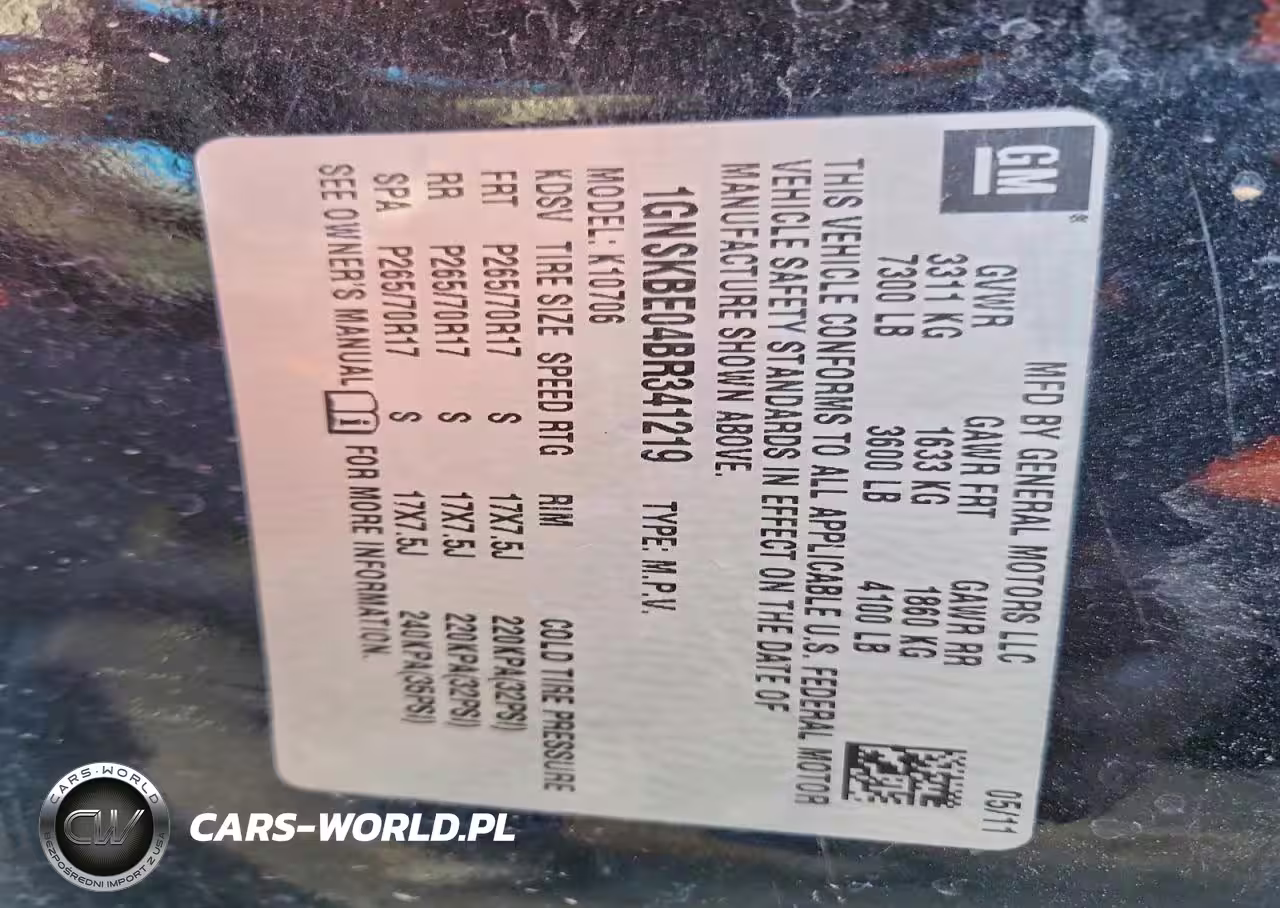 GM
MFD BY GENERAL MOTORS LLC 05/11
GVWR GAWR FRT GAWR RR
3311 KG 1633 KG 1860 KG
7300 LB 3600 LB 4100 LB
THIS VEHICLE CONFORMS TO ALL APPLICABLE U.S. FEDERAL MOTOR
VEHICLE SAFETY STANDARDS IN EFFECT ON THE DATE OF
MANUFACTURE SHOWN ABOVE.
1GNSKBE04BR341219 TYPE: M.P.V.
MODEL: K10706
KDSV TIRE SIZE SPEED RTG RIM COLD TIRE PRESSURE
FRT P265/70R17 S 17X7.5J 220KPA(32PSI)
RR P265/70R17 S 17X7.5J 220KPA(32PSI)
SPA P265/70R17 S 17X7.5J 240KPA(35PSI)
SEE OWNER'S MANUAL i FOR MORE INFORMATION.
CARS-WORLD
CW
BEZPOŚREDNI IMPORT Z USA
CARS-WORLD.PL